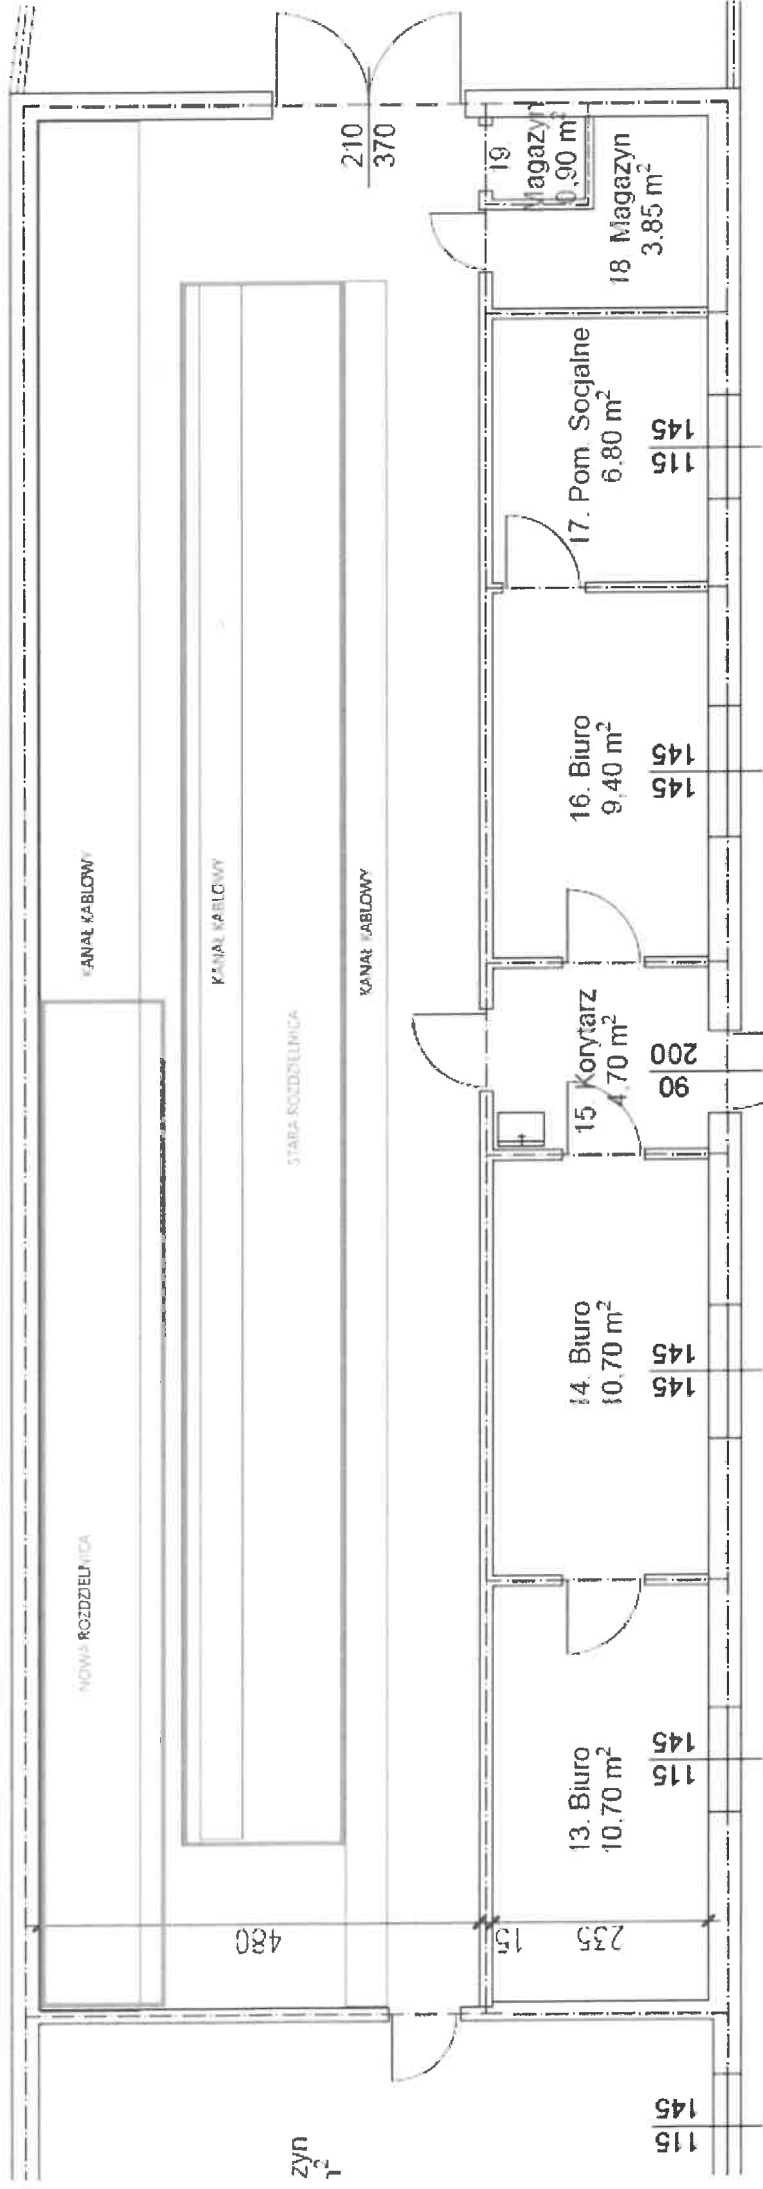 KANAŁ KABLOWY
NOWA ROZDZIELNICA
KANAŁ KABLOWY
STARA ROZDZIELNICA
KANAŁ KABLOWY
210
370
480
15
235
13. Biuro
10,70 m²
14. Biuro
10,70 m²
15. Korytarz
4,70 m²
16. Biuro
9,40 m²
17. Pom. Socjalne
6,80 m²
18 Magazyn
3.85 m²
19
Magazyn
0,90 m²
zyn
115
145
115
145
145
145
90
200
145
145
115
145